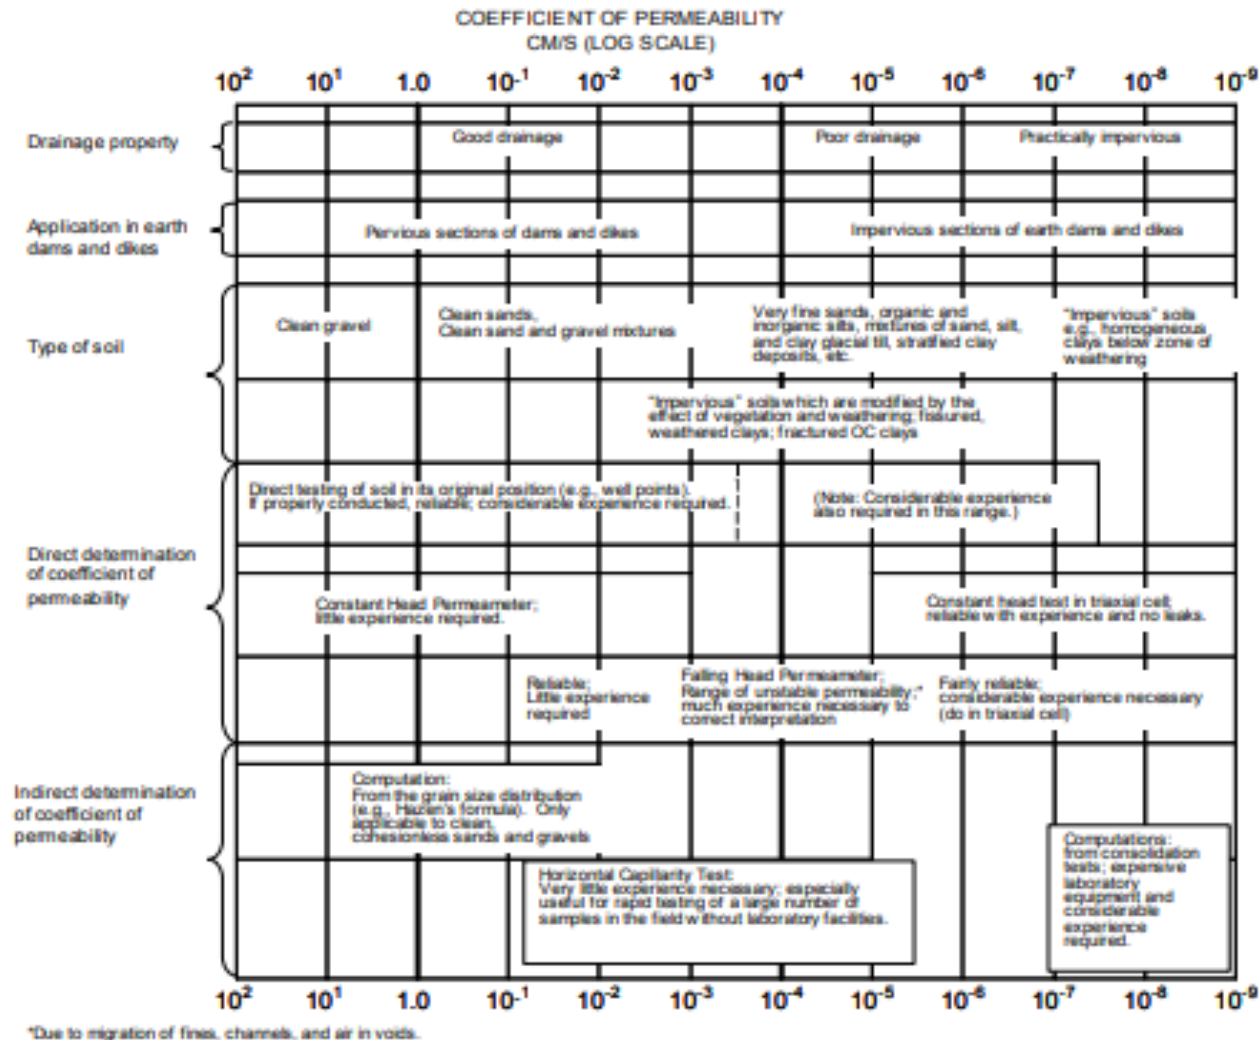 COEFFICIENT OF PERMEABILITY
CM/S (LOG SCALE)
10² 10¹ 1.0 10⁻¹ 10⁻² 10⁻³ 10⁻⁴ 10⁻⁵ 10⁻⁶ 10⁻⁷ 10⁻⁸ 10⁻⁹
Drainage property
Good drainage
Poor drainage
Practically impervious
Application in earth
dams and dikes
Pervious sections of dams and dikes
Impervious sections of earth dams and dikes
Type of soil
Clean gravel
Clean sands,
Clean sand and gravel mixtures
Very fine sands, organic and
inorganic silts, mixtures of sand, silt,
and clay glacial till, stratified clay
deposits, etc.
"Impervious" soils
e.g., homogeneous
clays below zone of
weathering
"Impervious" soils which are modified by the
effect of vegetation and weathering; fissured,
weathered clays; fractured OC clays
Direct determination
of coefficient of
permeability
Direct testing of soil in its original position (e.g., well points).
If properly conducted, reliable; considerable experience required.
(Note: Considerable experience
also required in this range.)
Constant Head Permeameter;
little experience required.
Constant head test in triaxial cell;
reliable with experience and no leaks.
Reliable;
Little experience
required
Falling Head Permeameter;
Range of unstable permeability;*
much experience necessary to
correct interpretation
Fairly reliable;
considerable experience necessary
(do in triaxial cell)
Indirect determination
of coefficient of
permeability
Computation:
From the grain size distribution
(e.g., Hazen's formula). Only
applicable to clean,
cohesionless sands and gravels
Horizontal Capillarity Test:
Very little experience necessary; especially
useful for rapid testing of a large number of
samples in the field without laboratory facilities.
Computations:
from consolidation
tests; expensive
laboratory
equipment and
considerable
experience
required.
10² 10¹ 1.0 10⁻¹ 10⁻² 10⁻³ 10⁻⁴ 10⁻⁵ 10⁻⁶ 10⁻⁷ 10⁻⁸ 10⁻⁹
*Due to migration of fines, channels, and air in voids.